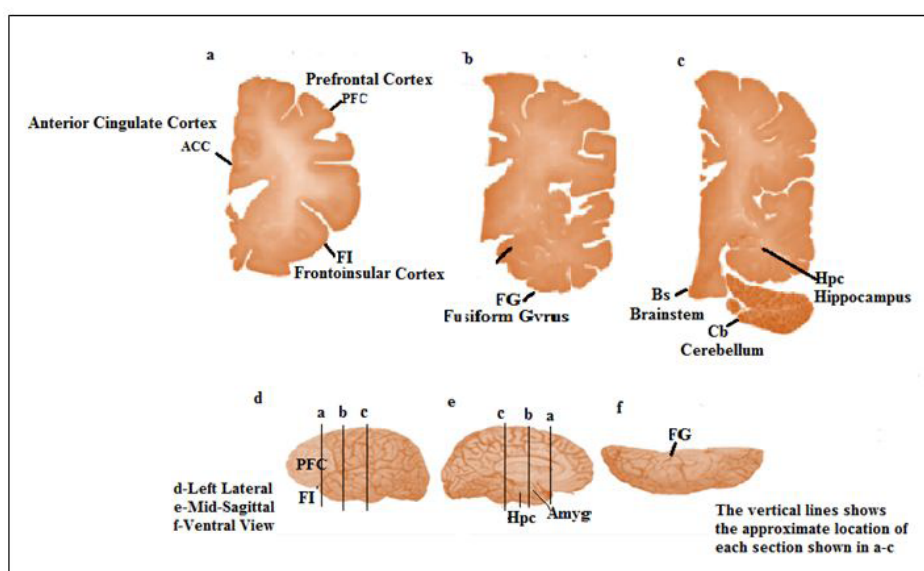 a
Prefrontal Cortex
PFC
Anterior Cingulate Cortex
ACC
FI
Frontoinsular Cortex
b
FG
Fusiform Gvrus
c
Hpc
Hippocampus
Bs
Brainstem
Cb
Cerebellum
d
a b c
PFC
FI
d-Left Lateral
e-Mid-Sagittal
f-Ventral View
e
c b a
Hpc
Amyg
f
FG
The vertical lines shows
the approximate location of
each section shown in a-c